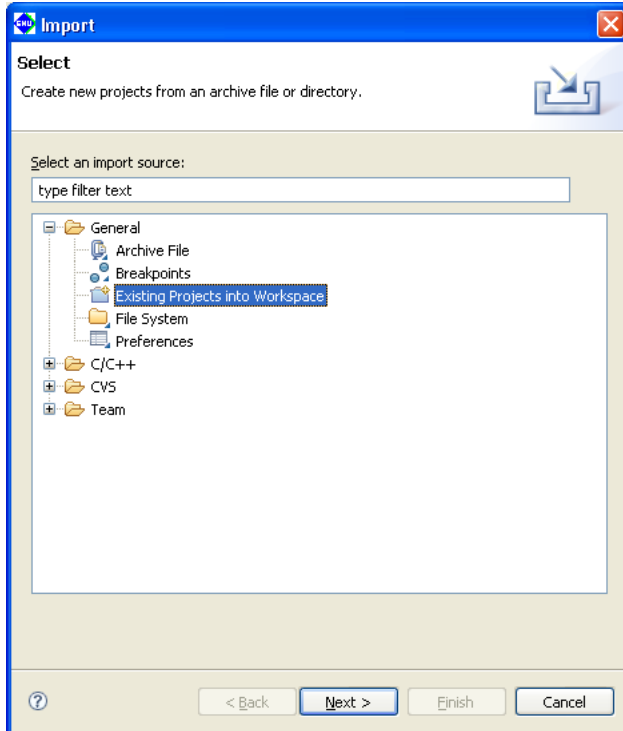 GNU Import
Select
Create new projects from an archive file or directory.
Select an import source:
type filter text
General
Archive File
Breakpoints
Existing Projects into Workspace
File System
Preferences
C/C++
CVS
Team
< Back Next > Finish Cancel